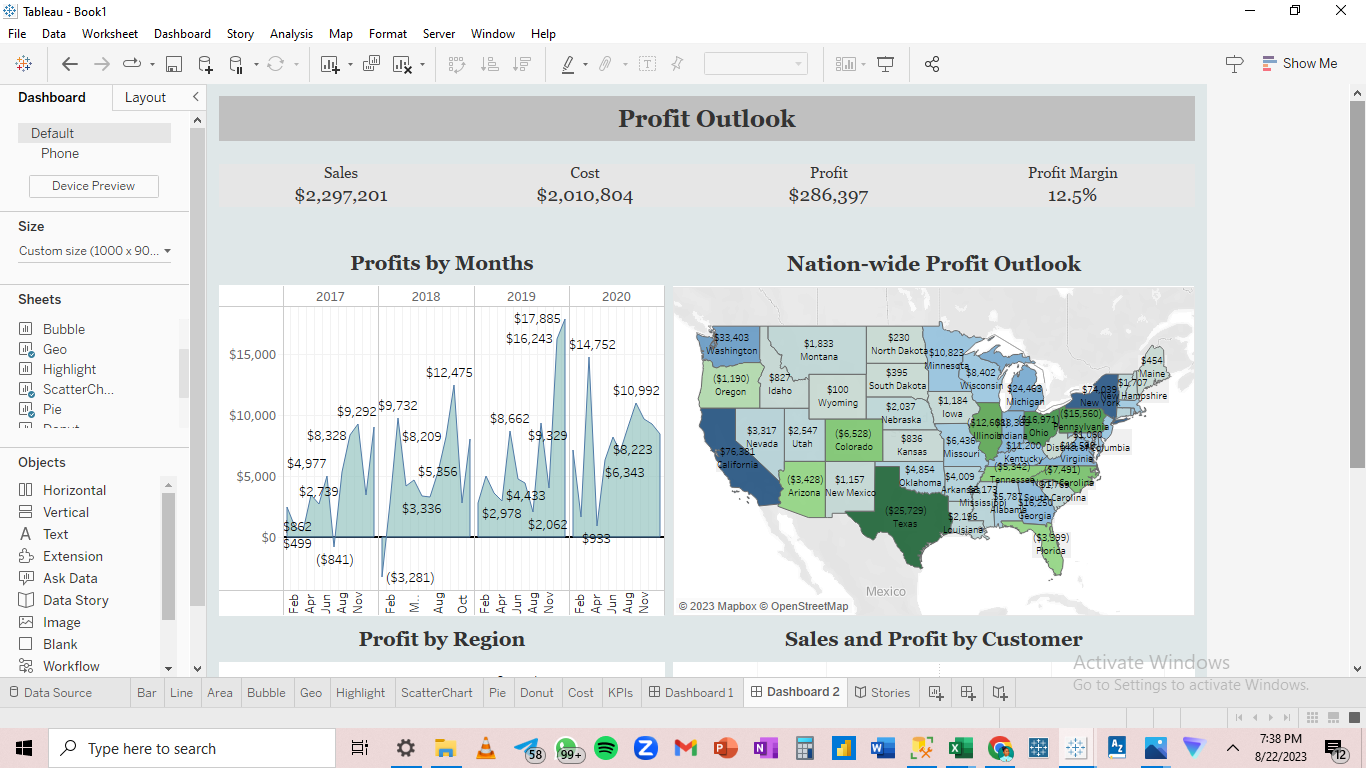 Tableau - Book1
File Data Worksheet Dashboard Story Analysis Map Format Server Window Help
Show Me
Dashboard Layout
Default
Phone
Device Preview
Size
Custom size (1000 x 90...
Sheets
Bubble
Geo
Highlight
ScatterCh...
Pie
Objects
Horizontal
Vertical
Text
Extension
Ask Data
Data Story
Image
Blank
Workflow
Profit Outlook
Sales Cost Profit Profit Margin
$2,297,201 $2,010,804 $286,397 12.5%
Profits by Months
2017 2018 2019 2020
$15,000
$10,000
$5,000
$0
$17,885
$16,243
$14,752
$12,475
$10,992
$9,292
$9,732
$8,662
$8,328
$8,209
$9,329
$8,223
$4,977
$5,356
$6,343
$2,739
$4,433
$3,336
$2,978
$2,062
$862
$499
$933
($841)
($3,281)
Feb Apr Jun Aug Nov Feb M... Aug Oct Feb Apr Jun Aug Nov Feb Apr Jun Aug Nov
Nation-wide Profit Outlook
$33,403
Washington
$1,833
Montana
$230
North Dakota
$10,823
Minnesota
$454
Maine
($1,190)
Oregon
$827
Idaho
$395
South Dakota
$8,402
Wisconsin
$24,463
Michigan
$74,039
New York
$1,707
New Hampshire
$100
Wyoming
$1,184
Iowa
$2,037
Nebraska
Illinois
Indiana
Ohio
($15,560)
Pennsylvania
$3,317
Nevada
$2,547
Utah
($6,528)
Colorado
$836
Kansas
$6,436
Missouri
$11,200
Kentucky
Virginia
$76,381
California
($3,428)
Arizona
$1,157
New Mexico
$4,854
Oklahoma
$4,009
Arkansas
($5,342)
Tennessee
($7,491)
North Carolina
South Carolina
Mississippi
$5,787
Alabama
$16,250
Georgia
($25,729)
Texas
$2,196
Louisiana
($3,399)
Florida
Mexico
© 2023 Mapbox © OpenStreetMap
Profit by Region
Sales and Profit by Customer
Activate Windows
Go to Settings to activate Windows.
Data Source Bar Line Area Bubble Geo Highlight ScatterChart Pie Donut Cost KPIs Dashboard 1 Dashboard 2 Stories
Type here to search
58
99+
7:38 PM
8/22/2023
12